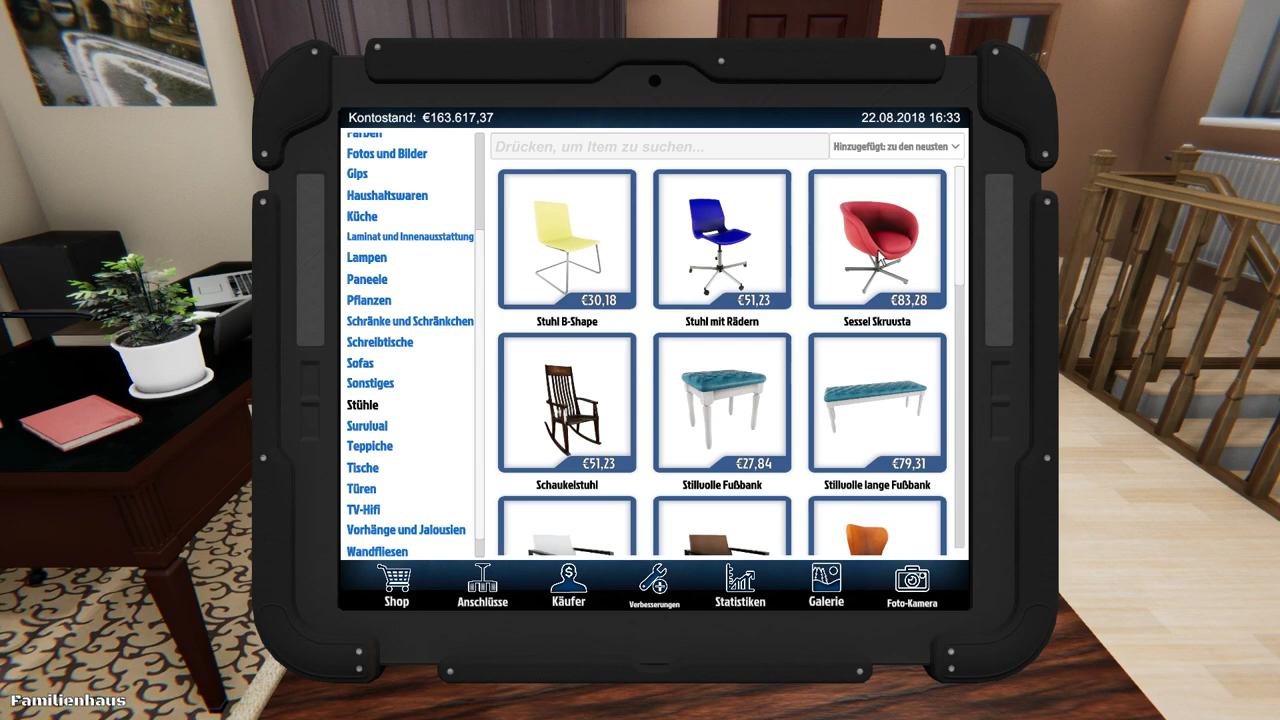 Kontostand: €163.617,37
22.08.2018 16:33
Farben
Fotos und Bilder
Gips
Haushaltswaren
Küche
Laminat und Innenausstattung
Lampen
Paneele
Pflanzen
Schränke und Schränkchen
Schreibtische
Sofas
Sonstiges
Stühle
Survival
Teppiche
Tische
Türen
TV-Hifi
Vorhänge und Jalousien
Wandfliesen
Drücken, um Item zu suchen...
Hinzugefügt: zu den neusten
€30,18
€51,23
€83,28
Stuhl B-Shape
Stuhl mit Rädern
Sessel Skruvsta
€51,23
€27,84
€79,31
Schaukelstuhl
Stillvolle Fußbank
Stillvolle lange Fußbank
Shop
Anschlüsse
Käufer
Verbesserungen
Statistiken
Galerie
Foto-Kamera
Familienhaus